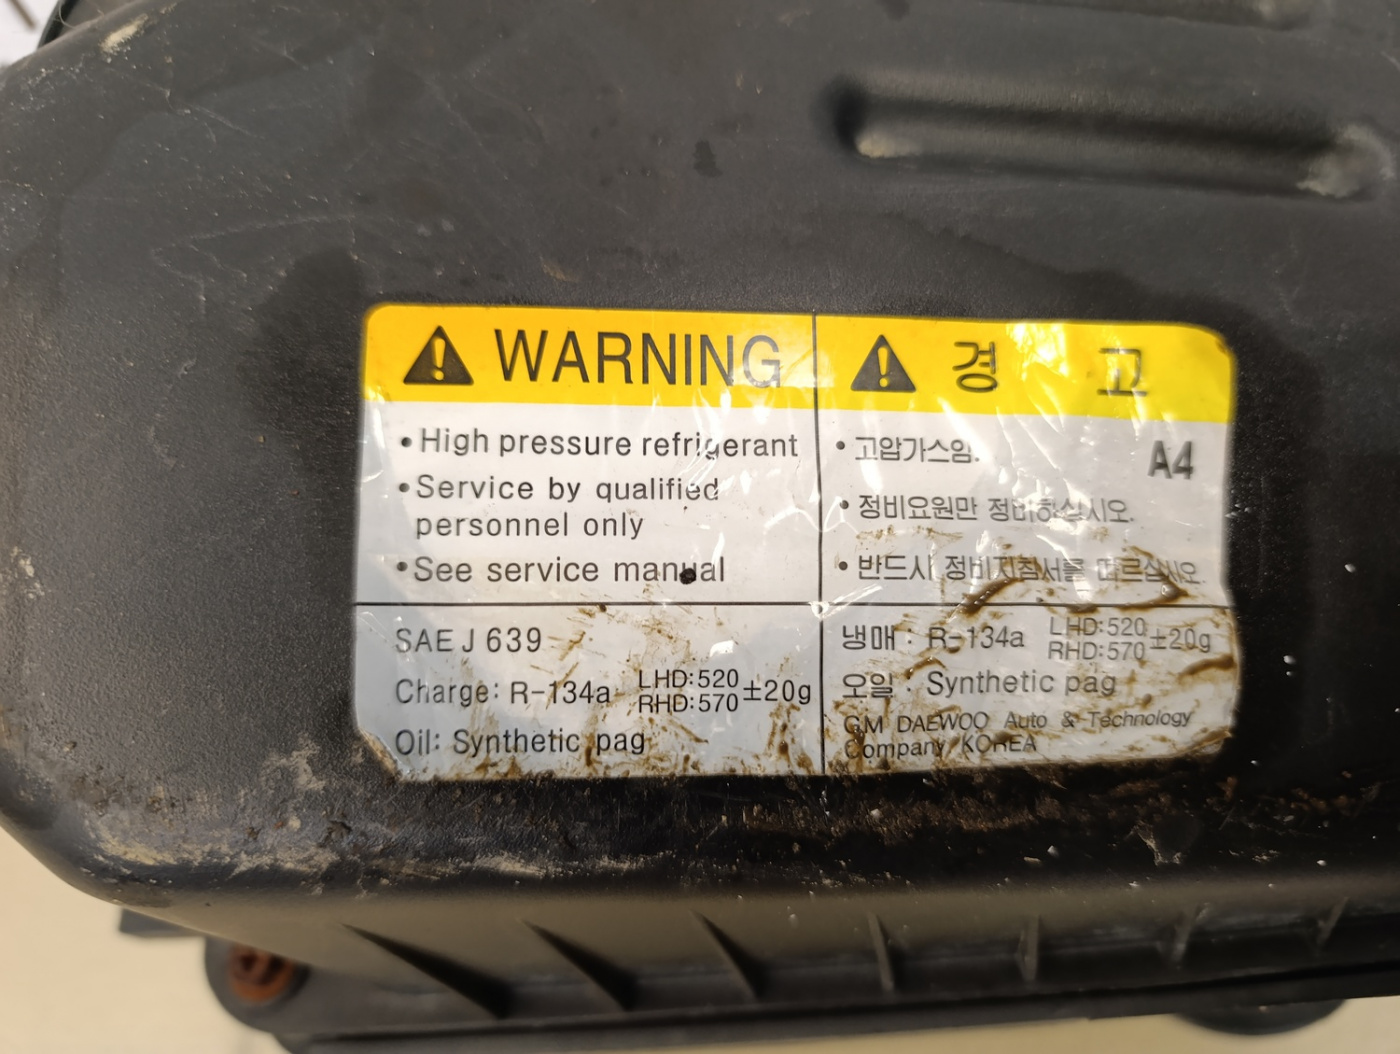 WARNING
• High pressure refrigerant
• Service by qualified
personnel only
• See service manual
SAE J 639
Charge: R-134a LHD:520 ±20g
RHD:570
Oil: Synthetic pag
경 고
• 고압가스임. A4
• 정비요원만 정비하십시오.
• 반드시 정비지침서를 따르십시오.
냉매 : R-134a LHD:520 ±20g
RHD:570
오일 : Synthetic pag
GM DAEWOO Auto & Technology
Company KOREA